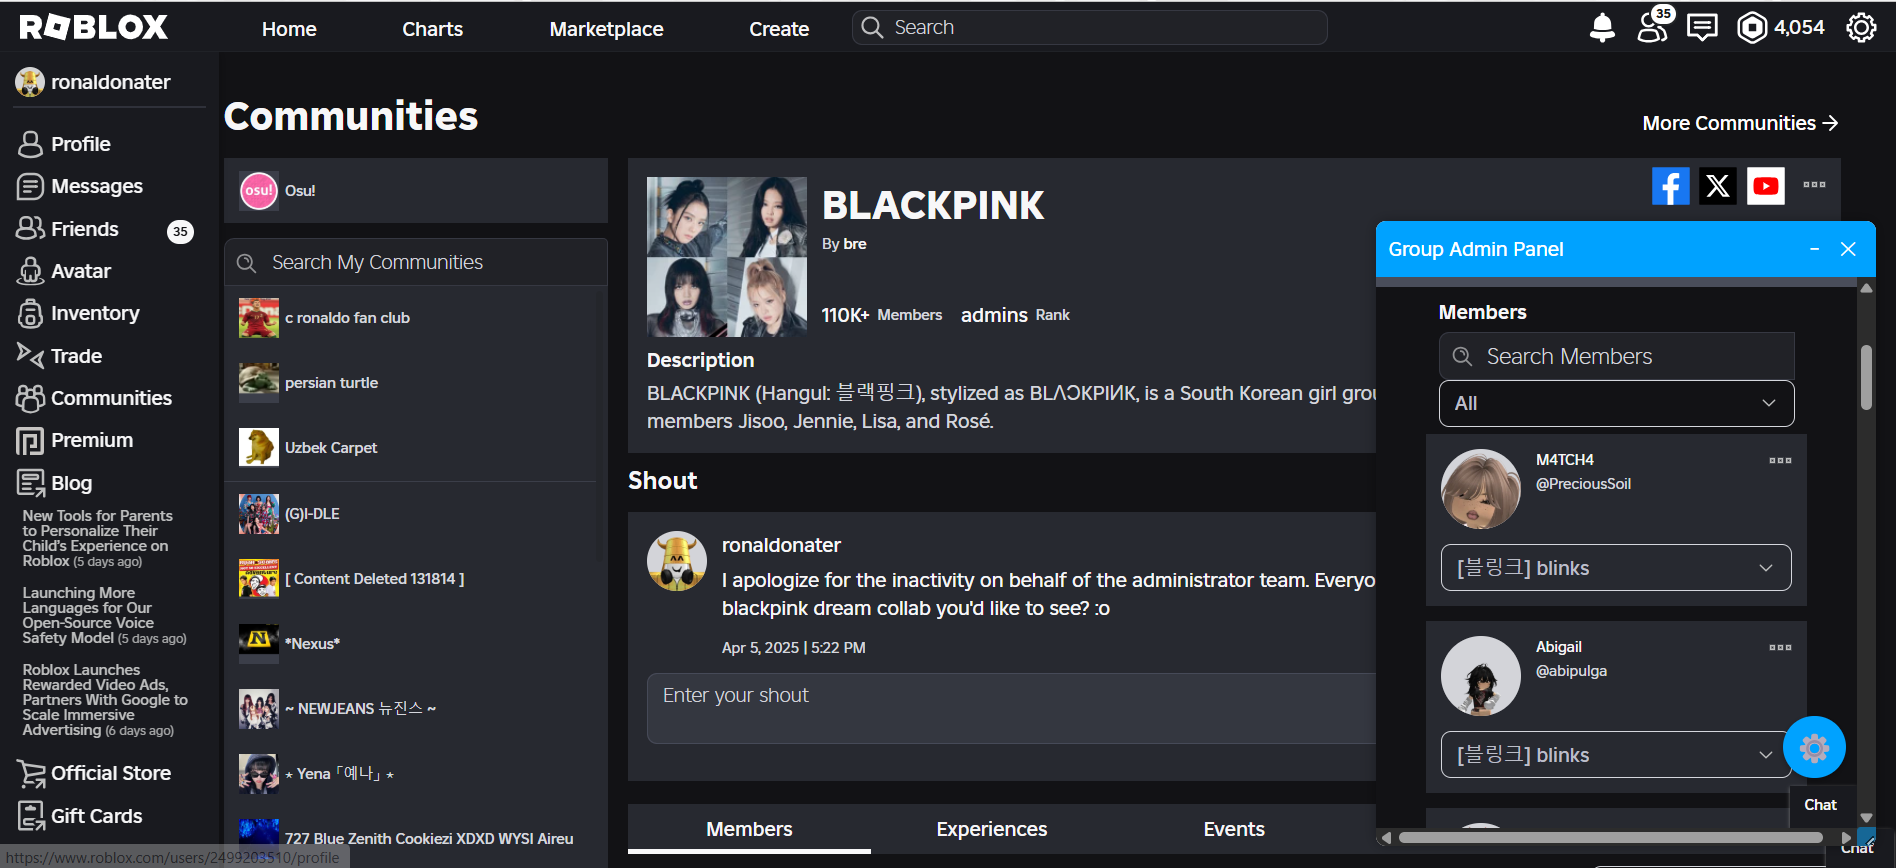 ROBLOX
Home
Charts
Marketplace
Create
Search
35
4,054
ronaldonater
Profile
Messages
Friends
35
Avatar
Inventory
Trade
Communities
Premium
Blog
New Tools for Parents
to Personalize Their
Child's Experience on
Roblox (5 days ago)
Launching More
Languages for Our
Open-Source Voice
Safety Model (5 days ago)
Roblox Launches
Rewarded Video Ads,
Partners With Google to
Scale Immersive
Advertising (6 days ago)
Official Store
Gift Cards
https://www.roblox.com/users/2499203510/profile
Communities
More Communities →
osu!
Osu!
Search My Communities
c ronaldo fan club
persian turtle
Uzbek Carpet
(G)I-DLE
[ Content Deleted 131814 ]
*Nexus*
~ NEWJEANS 뉴진스 ~
⋆ Yena「예나」⋆
727 Blue Zenith Cookiezi XDXD WYSI Aireu
BLACKPINK
By bre
110K+ Members admins Rank
Description
BLACKPINK (Hangul: 블랙핑크), stylized as BLΛƆKPIИK, is a South Korean girl grou
members Jisoo, Jennie, Lisa, and Rosé.
Shout
ronaldonater
I apologize for the inactivity on behalf of the administrator team. Everyo
blackpink dream collab you'd like to see? :o
Apr 5, 2025 | 5:22 PM
Enter your shout
Members
Experiences
Events
Group Admin Panel
Members
Search Members
All
M4TCH4
@PreciousSoil
[블링크] blinks
Abigail
@abipulga
[블링크] blinks
Chat
Chat